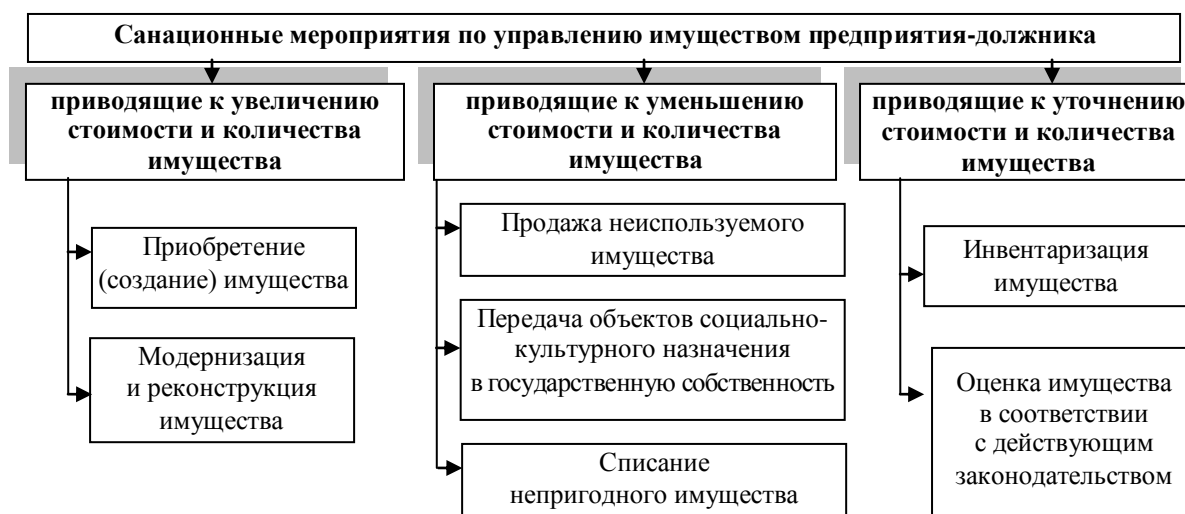 Санационные мероприятия по управлению имуществом предприятия-должника
приводящие к увеличению
стоимости и количества
имущества
Приобретение
(создание) имущества
Модернизация
и реконструкция
имущества
приводящие к уменьшению
стоимости и количества
имущества
Продажа неиспользуемого
имущества
Передача объектов социально-
культурного назначения
в государственную собственность
Списание
непригодного имущества
приводящие к уточнению
стоимости и количества
имущества
Инвентаризация
имущества
Оценка имущества
в соответствии
с действующим
законодательством